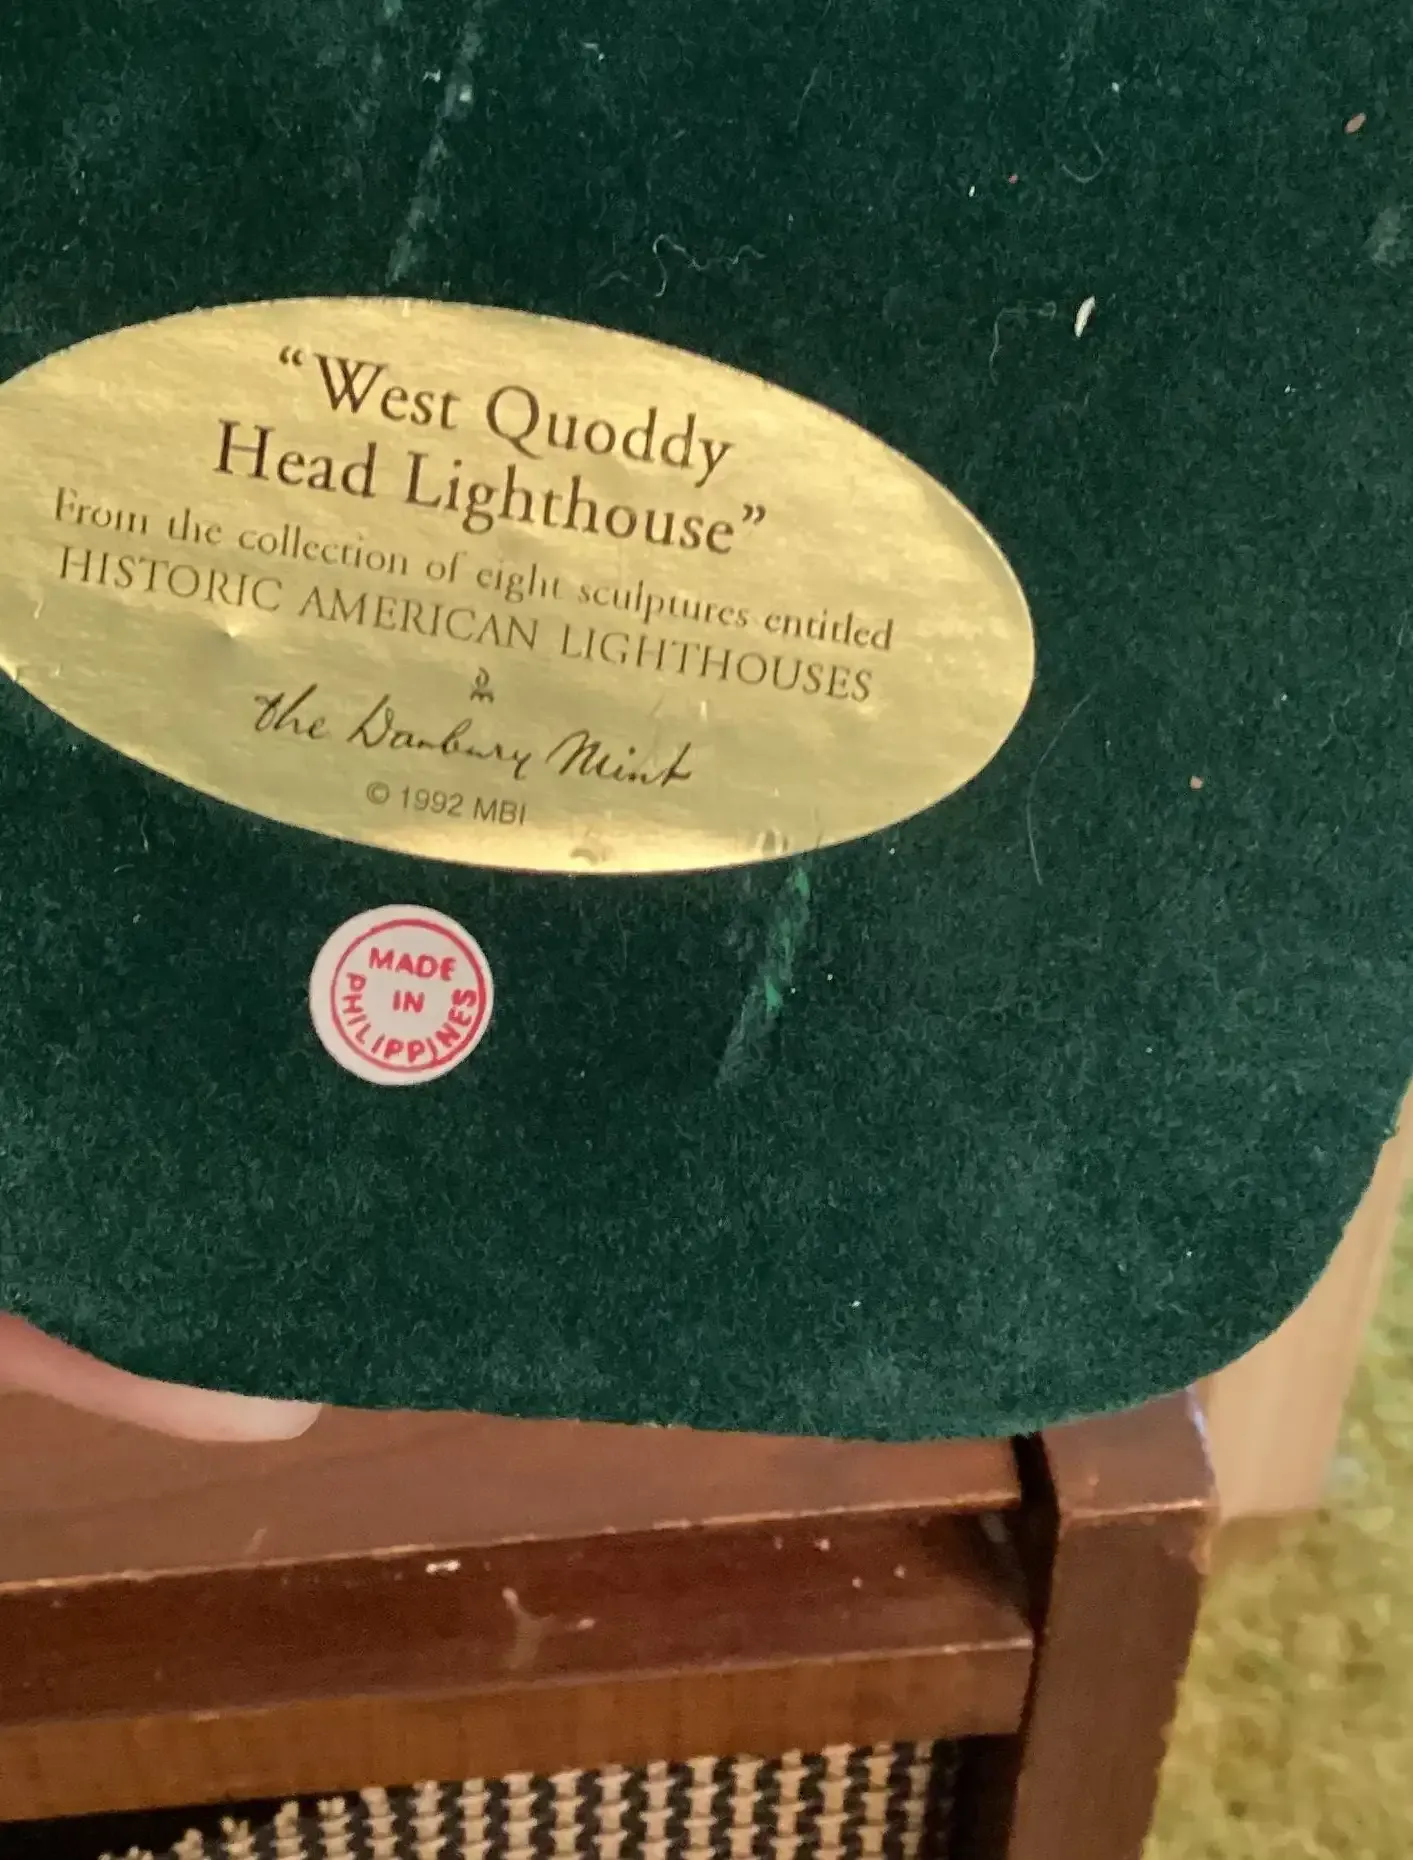 “West Quoddy
Head Lighthouse”
From the collection of eight sculptures entitled
HISTORIC AMERICAN LIGHTHOUSES
DM
the Danbury Mint
© 1992 MBI
MADE
IN
PHILIPPINES